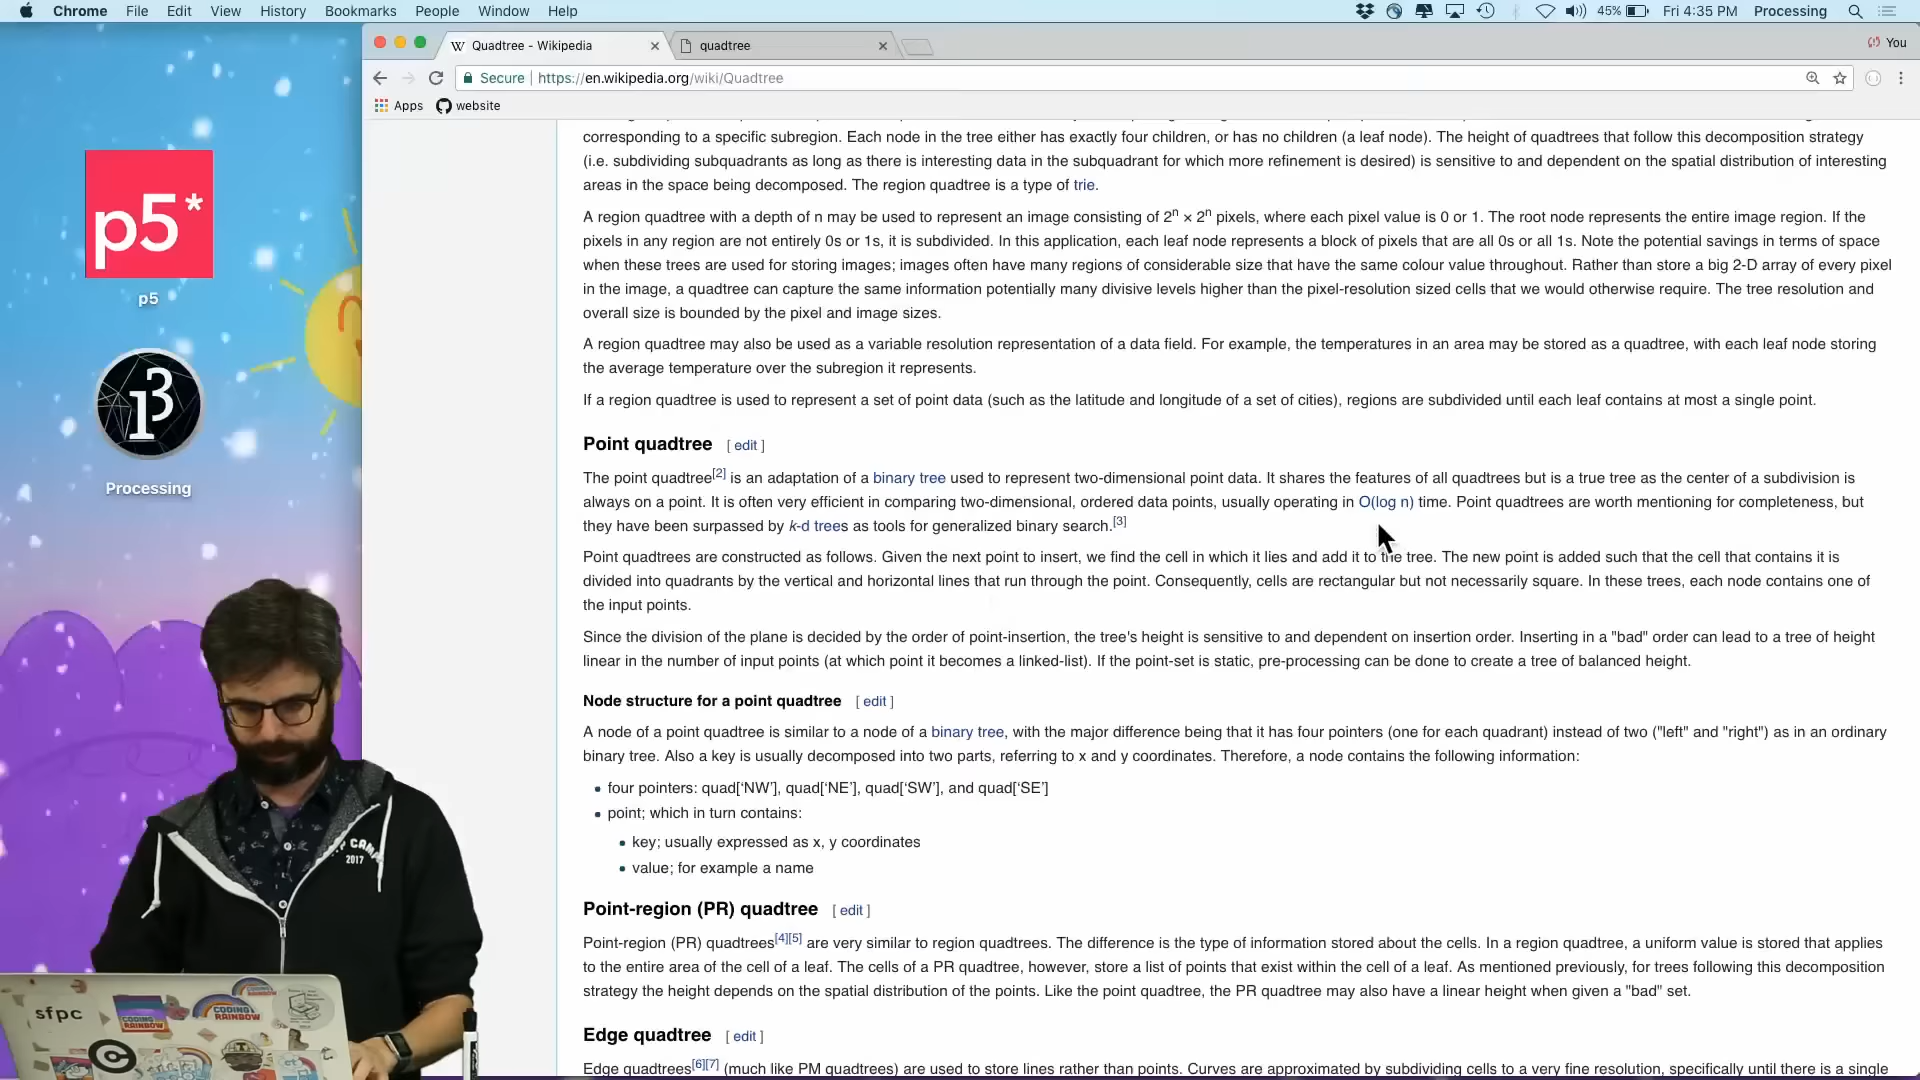 Chrome File Edit View History Bookmarks People Window Help 45% Fri 4:35 PM Processing
Quadtree - Wikipedia quadtree You
Secure | https://en.wikipedia.org/wiki/Quadtree
Apps website
corresponding to a specific subregion. Each node in the tree either has exactly four children, or has no children (a leaf node). The height of quadtrees that follow this decomposition strategy
(i.e. subdividing subquadrants as long as there is interesting data in the subquadrant for which more refinement is desired) is sensitive to and dependent on the spatial distribution of interesting
areas in the space being decomposed. The region quadtree is a type of trie.
A region quadtree with a depth of n may be used to represent an image consisting of 2ⁿ × 2ⁿ pixels, where each pixel value is 0 or 1. The root node represents the entire image region. If the
pixels in any region are not entirely 0s or 1s, it is subdivided. In this application, each leaf node represents a block of pixels that are all 0s or all 1s. Note the potential savings in terms of space
when these trees are used for storing images; images often have many regions of considerable size that have the same colour value throughout. Rather than store a big 2-D array of every pixel
in the image, a quadtree can capture the same information potentially many divisive levels higher than the pixel-resolution sized cells that we would otherwise require. The tree resolution and
overall size is bounded by the pixel and image sizes.
A region quadtree may also be used as a variable resolution representation of a data field. For example, the temperatures in an area may be stored as a quadtree, with each leaf node storing
the average temperature over the subregion it represents.
If a region quadtree is used to represent a set of point data (such as the latitude and longitude of a set of cities), regions are subdivided until each leaf contains at most a single point.
Point quadtree [ edit ]
The point quadtree[2] is an adaptation of a binary tree used to represent two-dimensional point data. It shares the features of all quadtrees but is a true tree as the center of a subdivision is
always on a point. It is often very efficient in comparing two-dimensional, ordered data points, usually operating in O(log n) time. Point quadtrees are worth mentioning for completeness, but
they have been surpassed by k-d trees as tools for generalized binary search.[3]
Point quadtrees are constructed as follows. Given the next point to insert, we find the cell in which it lies and add it to the tree. The new point is added such that the cell that contains it is
divided into quadrants by the vertical and horizontal lines that run through the point. Consequently, cells are rectangular but not necessarily square. In these trees, each node contains one of
the input points.
Since the division of the plane is decided by the order of point-insertion, the tree's height is sensitive to and dependent on insertion order. Inserting in a "bad" order can lead to a tree of height
linear in the number of input points (at which point it becomes a linked-list). If the point-set is static, pre-processing can be done to create a tree of balanced height.
Node structure for a point quadtree [ edit ]
A node of a point quadtree is similar to a node of a binary tree, with the major difference being that it has four pointers (one for each quadrant) instead of two ("left" and "right") as in an ordinary
binary tree. Also a key is usually decomposed into two parts, referring to x and y coordinates. Therefore, a node contains the following information:
• four pointers: quad[‘NW’], quad[‘NE’], quad[‘SW’], and quad[‘SE’]
• point; which in turn contains:
• key; usually expressed as x, y coordinates
• value; for example a name
Point-region (PR) quadtree [ edit ]
Point-region (PR) quadtrees[4][5] are very similar to region quadtrees. The difference is the type of information stored about the cells. In a region quadtree, a uniform value is stored that applies
to the entire area of the cell of a leaf. The cells of a PR quadtree, however, store a list of points that exist within the cell of a leaf. As mentioned previously, for trees following this decomposition
strategy the height depends on the spatial distribution of the points. Like the point quadtree, the PR quadtree may also have a linear height when given a "bad" set.
Edge quadtree [ edit ]
Edge quadtrees[6][7] (much like PM quadtrees) are used to store lines rather than points. Curves are approximated by subdividing cells to a very fine resolution, specifically until there is a single
p5*
p5
Processing
CAMP
2017
sfpc
CODING
RAINBOW
CODING
RAINBOW